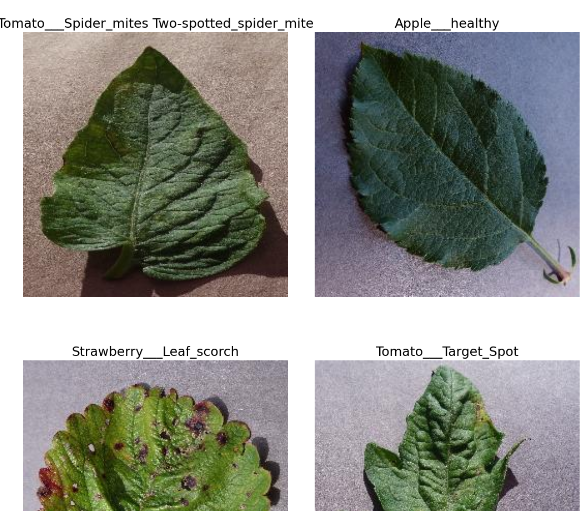 Tomato___Spider_mites Two-spotted_spider_mite
Apple___healthy
Strawberry___Leaf_scorch
Tomato___Target_Spot